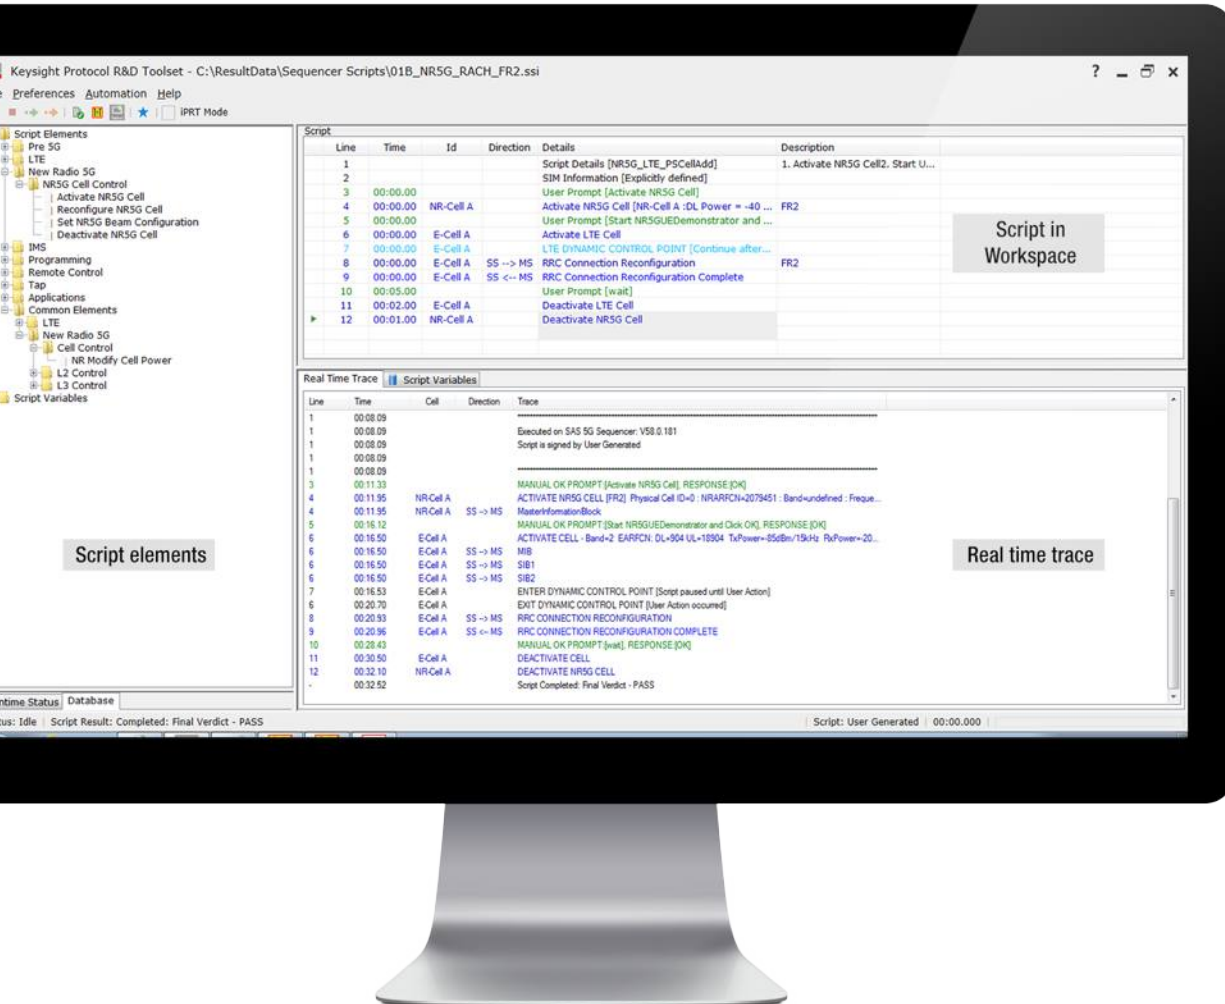 Keysight Protocol R&D Toolset - C:\ResultData\Sequencer Scripts\01B_NR5G_RACH_FR2.ssi ? _ x
Preferences Automation Help
iPRT Mode
Script Elements
Pre 5G
LTE
New Radio 5G
NR5G Cell Control
Activate NR5G Cell
Reconfigure NR5G Cell
Set NR5G Beam Configuration
Deactivate NR5G Cell
IMS
Programming
Remote Control
Tap
Applications
Common Elements
LTE
New Radio 5G
Cell Control
NR Modify Cell Power
L2 Control
L3 Control
Script Variables
Script elements
Script
Line Time Id Direction Details Description
1 Script Details [NR5G_LTE_PSCellAdd] 1. Activate NR5G Cell2. Start U...
2 SIM Information [Explicitly defined]
3 00:00.00 User Prompt [Activate NR5G Cell]
4 00:00.00 NR-Cell A Activate NR5G Cell [NR-Cell A :DL Power = -40 ... FR2
5 00:00.00 User Prompt [Start NR5GUEDemonstrator and ...
6 00:00.00 E-Cell A Activate LTE Cell
7 00:00.00 E-Cell A LTE DYNAMIC CONTROL POINT [Continue after...
8 00:00.00 E-Cell A SS --> MS RRC Connection Reconfiguration FR2
9 00:00.00 E-Cell A SS <-- MS RRC Connection Reconfiguration Complete
10 00:05.00 User Prompt [wait]
11 00:02.00 E-Cell A Deactivate LTE Cell
12 00:01.00 NR-Cell A Deactivate NR5G Cell
Script in
Workspace
Real Time Trace Script Variables
Line Time Cell Direction Trace
1 00:08.09
1 00:08.09 Executed on SAS 5G Sequencer: V58.0.181
1 00:08.09 Script is signed by User Generated
1 00:08.09
1 00:08.09
3 00:11.33 MANUAL OK PROMPT:[Activate NR5G Cell], RESPONSE:[OK]
4 00:11.95 NR-Cell A ACTIVATE NR5G CELL [FR2] Physical Cell ID=0 : NRARFCN=2079451 : Band=undefined : Freque...
4 00:11.95 NR-Cell A SS --> MS MasterInformationBlock
5 00:16.12 MANUAL OK PROMPT:[Start NR5GUEDemonstrator and Click OK], RESPONSE:[OK]
6 00:16.50 E-Cell A ACTIVATE CELL - Band=2 EARFCN: DL=904 UL=18904 TxPower=-85dBm/15kHz RxPower=-20...
6 00:16.50 E-Cell A SS --> MS MIB
6 00:16.50 E-Cell A SS --> MS SIB1
6 00:16.50 E-Cell A SS --> MS SIB2
7 00:16.53 E-Cell A ENTER DYNAMIC CONTROL POINT [Script paused until User Action]
6 00:20.70 E-Cell A EXIT DYNAMIC CONTROL POINT [User Action occurred]
8 00:20.93 E-Cell A SS --> MS RRC CONNECTION RECONFIGURATION
9 00:20.96 E-Cell A SS <-- MS RRC CONNECTION RECONFIGURATION COMPLETE
10 00:28.43 MANUAL OK PROMPT:[wait], RESPONSE:[OK]
11 00:30.50 E-Cell A DEACTIVATE CELL
12 00:32.10 NR-Cell A DEACTIVATE NR5G CELL
- 00:32.52 Script Completed: Final Verdict - PASS
Real time trace
ntime Status Database
tus: Idle Script Result: Completed: Final Verdict - PASS Script: User Generated 00:00.000